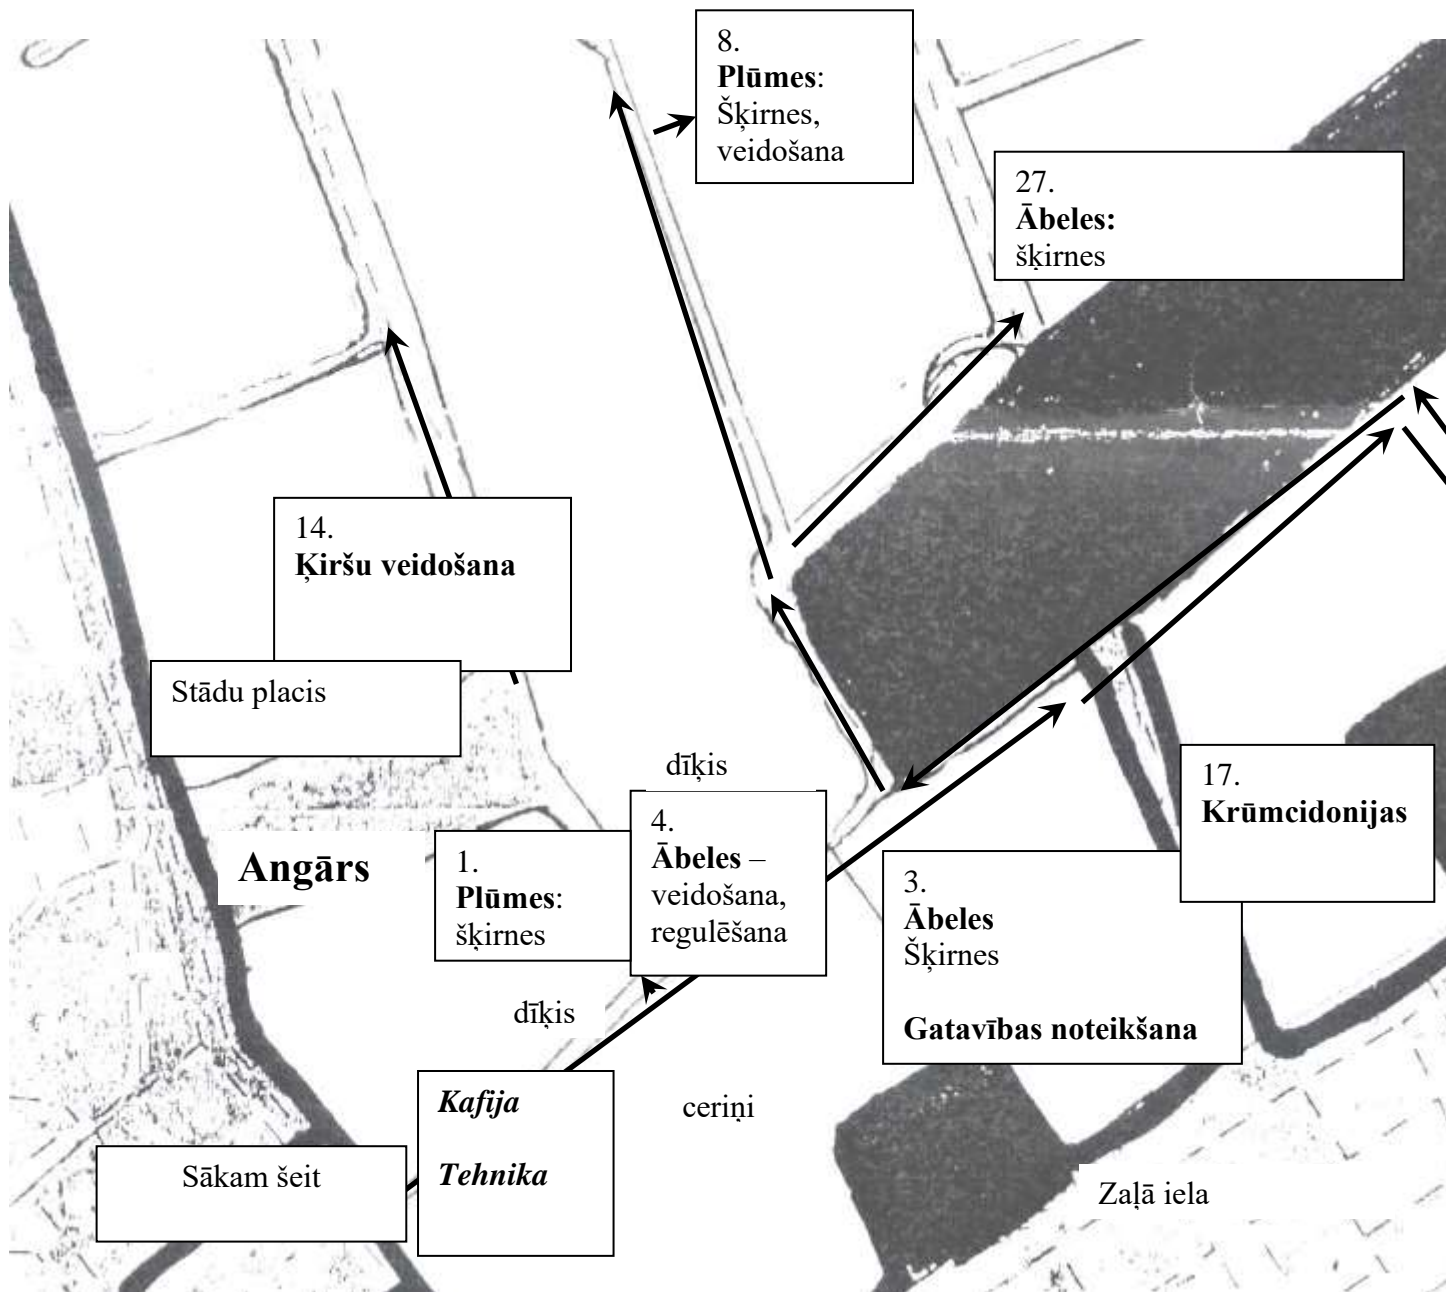 8.
Plūmes:
Šķirnes,
veidošana
27.
Ābeles:
šķirnes
14.
Ķiršu veidošana
Stādu placis
dīķis
17.
Krūmcidonijas
Angārs
1.
Plūmes:
šķirnes
4.
Ābeles –
veidošana,
regulēšana
3.
Ābeles
Šķirnes
Gatavības noteikšana
dīķis
Kafija
Tehnika
ceriņi
Sākam šeit
Zaļā iela